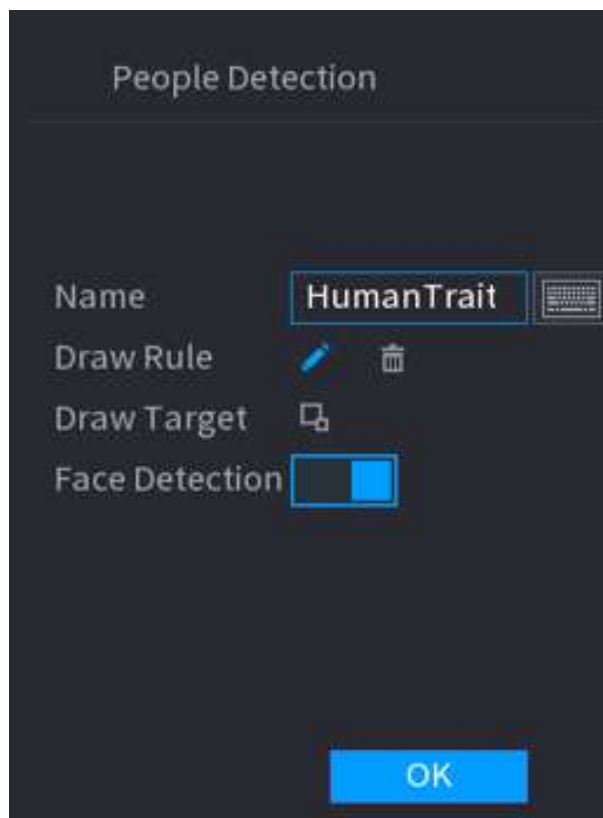 People Detection
Name HumanTrait
Draw Rule
Draw Target
Face Detection
OK